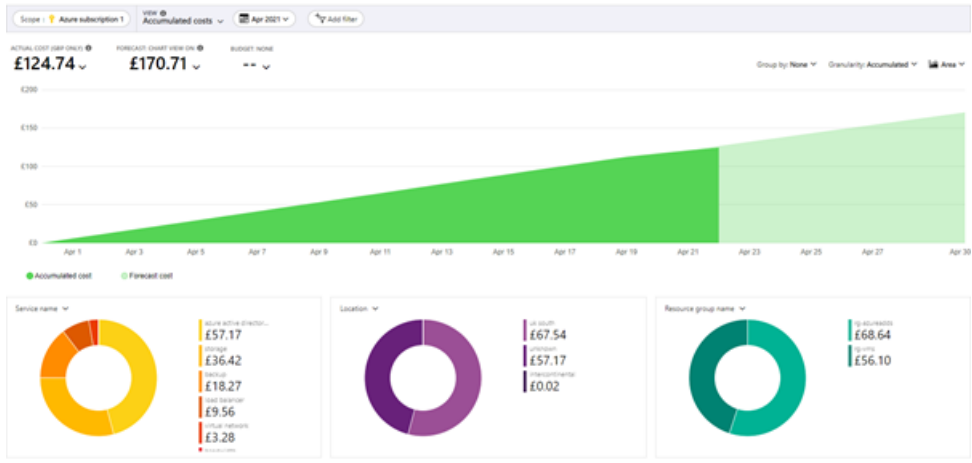 Scope : Azure subscription 1
VIEW
Accumulated costs
Apr 2021
Add filter
ACTUAL COST (GBP ONLY)
£124.74
FORECAST: CHART VIEW ON
£170.71
BUDGET: NONE
--
Group by: None
Granularity: Accumulated
Area
£200
£150
£100
£50
£0
Apr 1 Apr 3 Apr 5 Apr 7 Apr 9 Apr 11 Apr 13 Apr 15 Apr 17 Apr 19 Apr 21 Apr 23 Apr 25 Apr 27 Apr 30
Accumulated cost
Forecast cost
Service name
azure active director...
£57.17
storage
£36.42
backup
£18.27
load balancer
£9.56
virtual network
£3.28
Location
us south
£67.54
unknown
£57.17
intercontinental
£0.02
Resource group name
rg-azureadds
£68.64
rg-vms
£56.10